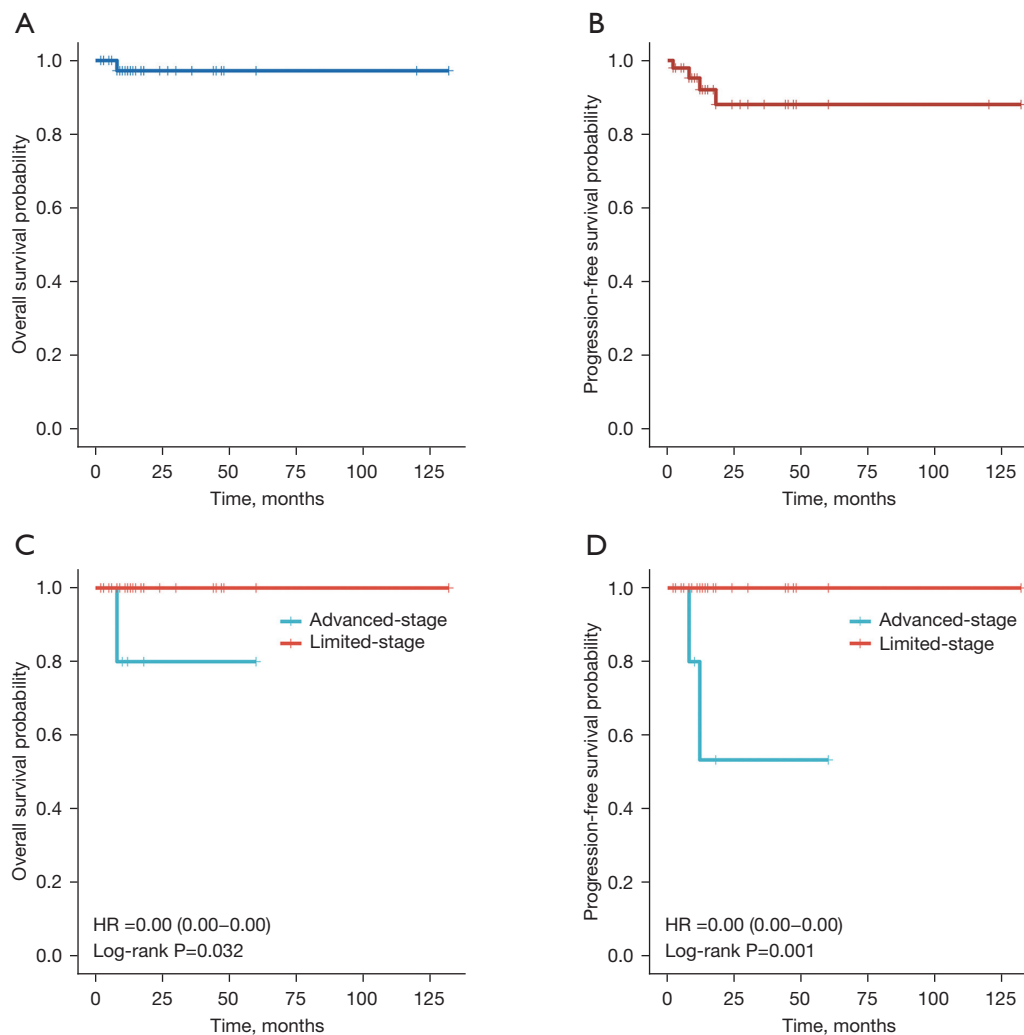 A
Overall survival probability
1.0
0.8
0.6
0.4
0.2
0.0
0 25 50 75 100 125
Time, months
B
Progression-free survival probability
1.0
0.8
0.6
0.4
0.2
0.0
0 25 50 75 100 125
Time, months
C
Overall survival probability
1.0
0.8
0.6
0.4
0.2
0.0
Advanced-stage
Limited-stage
HR =0.00 (0.00–0.00)
Log-rank P=0.032
0 25 50 75 100 125
Time, months
D
Progression-free survival probability
1.0
0.8
0.6
0.4
0.2
0.0
Advanced-stage
Limited-stage
HR =0.00 (0.00–0.00)
Log-rank P=0.001
0 25 50 75 100 125
Time, months